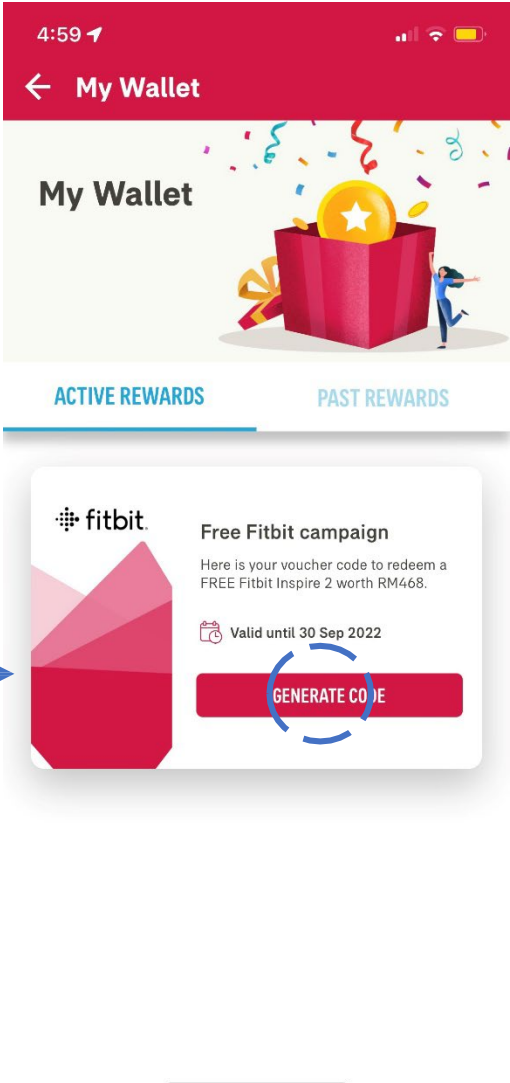 4:59
My Wallet
My Wallet
ACTIVE REWARDS
PAST REWARDS
fitbit.
Free Fitbit campaign
Here is your voucher code to redeem a
FREE Fitbit Inspire 2 worth RM468.
Valid until 30 Sep 2022
GENERATE CODE